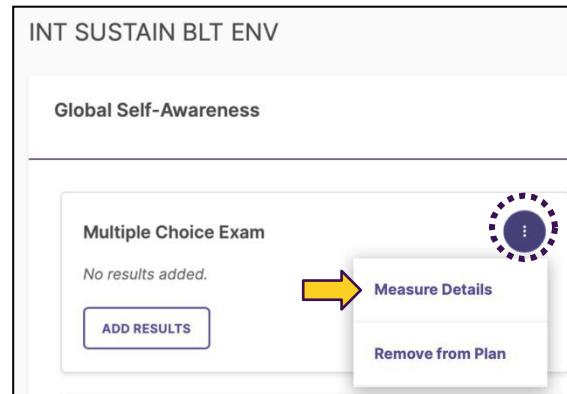 INT SUSTAIN BLT ENV
Global Self-Awareness
Multiple Choice Exam
No results added.
Measure Details
ADD RESULTS
Remove from Plan